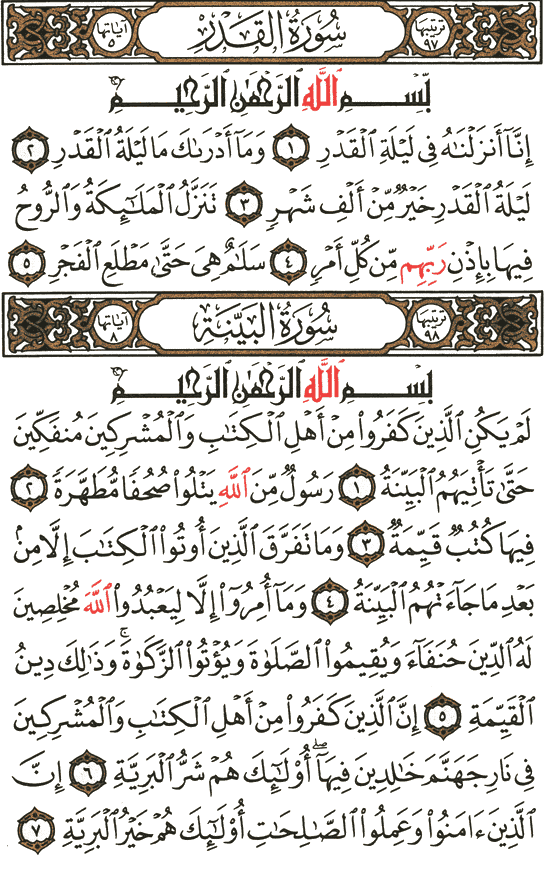 ترتيبها ٩٧ سُورَةُ الْقَدْرِ آياتها ٥
بِسْمِ ٱللَّهِ ٱلرَّحْمَٰنِ ٱلرَّحِيمِ
إِنَّآ أَنزَلْنَٰهُ فِى لَيْلَةِ ٱلْقَدْرِ ١ وَمَآ أَدْرَىٰكَ مَا لَيْلَةُ ٱلْقَدْرِ ٢
لَيْلَةُ ٱلْقَدْرِ خَيْرٌ مِّنْ أَلْفِ شَهْرٍ ٣ تَنَزَّلُ ٱلْمَلَٰٓئِكَةُ وَٱلرُّوحُ
فِيهَا بِإِذْنِ رَبِّهِم مِّن كُلِّ أَمْرٍ ٤ سَلَٰمٌ هِىَ حَتَّىٰ مَطْلَعِ ٱلْفَجْرِ ٥
ترتيبها ٩٨ سُورَةُ الْبَيِّنَةِ آياتها ٨
بِسْمِ ٱللَّهِ ٱلرَّحْمَٰنِ ٱلرَّحِيمِ
لَمْ يَكُنِ ٱلَّذِينَ كَفَرُوا۟ مِنْ أَهْلِ ٱلْكِتَٰبِ وَٱلْمُشْرِكِينَ مُنفَكِّينَ
حَتَّىٰ تَأْتِيَهُمُ ٱلْبَيِّنَةُ ١ رَسُولٌ مِّنَ ٱللَّهِ يَتْلُوا۟ صُحُفًا مُّطَهَّرَةً ٢
فِيهَا كُتُبٌ قَيِّمَةٌ ٣ وَمَا تَفَرَّقَ ٱلَّذِينَ أُوتُوا۟ ٱلْكِتَٰبَ إِلَّا مِنۢ
بَعْدِ مَا جَآءَتْهُمُ ٱلْبَيِّنَةُ ٤ وَمَآ أُمِرُوٓا۟ إِلَّا لِيَعْبُدُوا۟ ٱللَّهَ مُخْلِصِينَ
لَهُ ٱلدِّينَ حُنَفَآءَ وَيُقِيمُوا۟ ٱلصَّلَوٰةَ وَيُؤْتُوا۟ ٱلزَّكَوٰةَ ۚ وَذَٰلِكَ دِينُ
ٱلْقَيِّمَةِ ٥ إِنَّ ٱلَّذِينَ كَفَرُوا۟ مِنْ أَهْلِ ٱلْكِتَٰبِ وَٱلْمُشْرِكِينَ
فِى نَارِ جَهَنَّمَ خَٰلِدِينَ فِيهَآ ۖ أُو۟لَٰٓئِكَ هُمْ شَرُّ ٱلْبَرِيَّةِ ٦ إِنَّ
ٱلَّذِينَ ءَامَنُوا۟ وَعَمِلُوا۟ ٱلصَّٰلِحَٰتِ أُو۟لَٰٓئِكَ هُمْ خَيْرُ ٱلْبَرِيَّةِ ٧